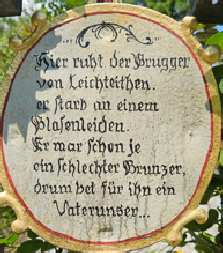 Hier ruht der Brugger
von Leichteithen.
er starb an einem
Blasenleiden.
Er war schon je
ein schlechter Brunzer,
drum bet für ihn ein
Vaterunser...